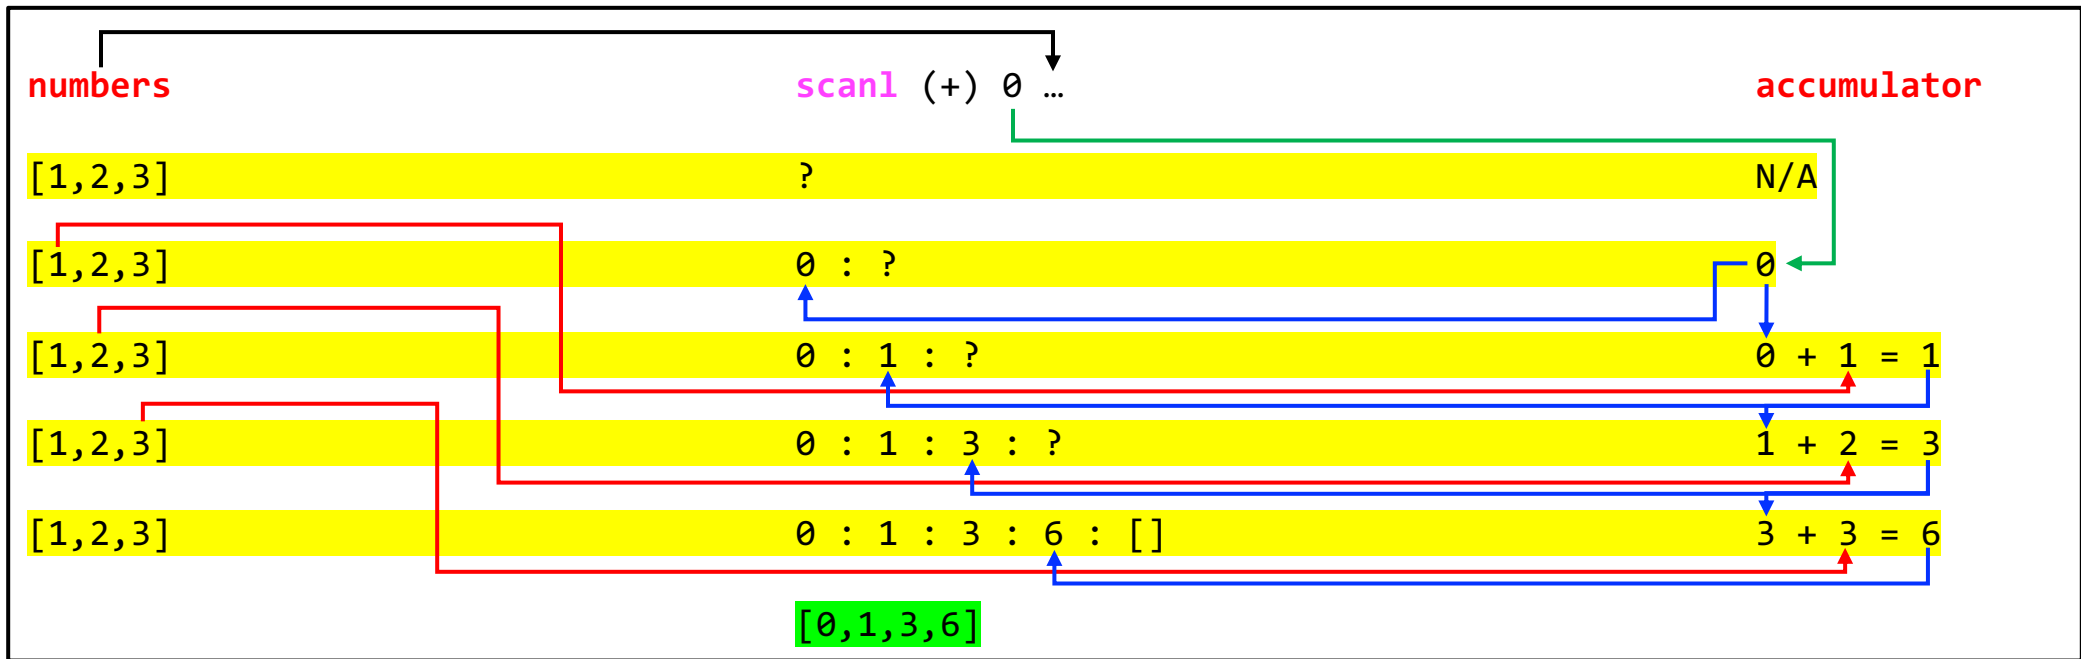 numbers scanl (+) 0 … accumulator
[1,2,3] ? N/A
[1,2,3] 0 : ? 0
[1,2,3] 0 : 1 : ? 0 + 1 = 1
[1,2,3] 0 : 1 : 3 : ? 1 + 2 = 3
[1,2,3] 0 : 1 : 3 : 6 : [] 3 + 3 = 6
[0,1,3,6]